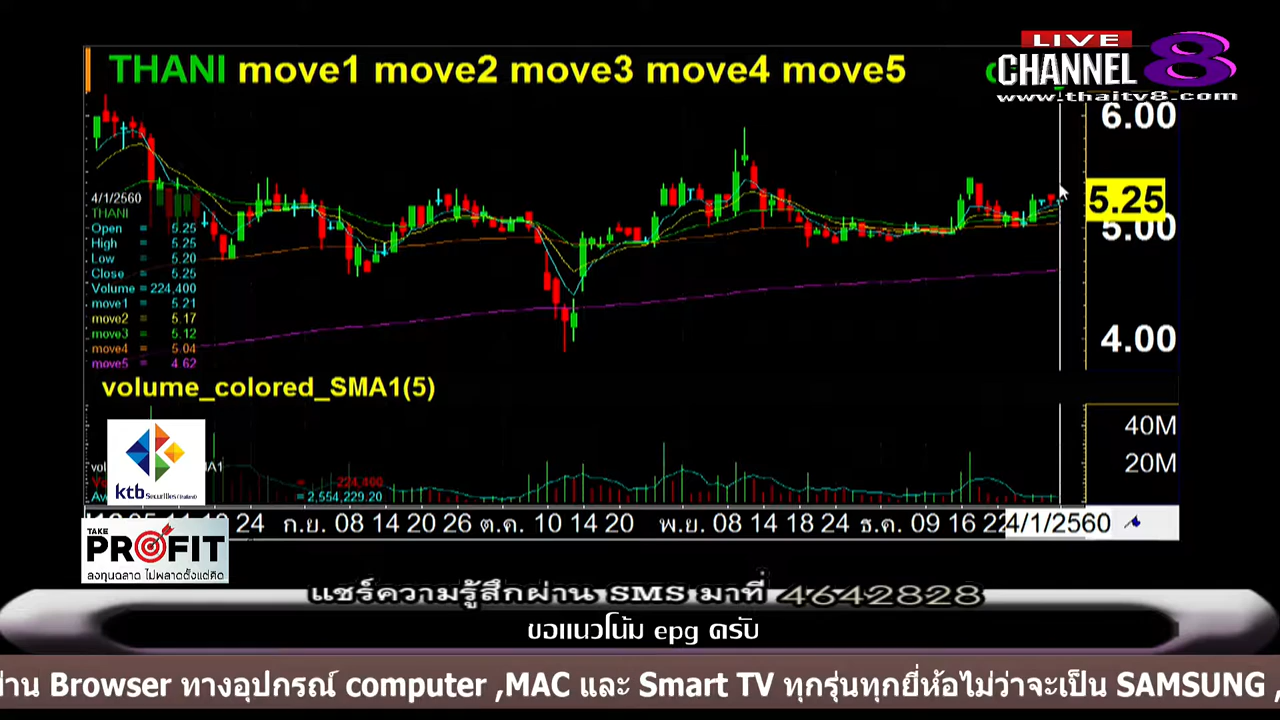 LIVE
CHANNEL 8
www.thaitv8.com
THANI move1 move2 move3 move4 move5
6.00
5.25
5.00
4.00
4/1/2560
THANI
Open = 5.25
High = 5.25
Low = 5.20
Close = 5.25
Volume = 224,400
move1 = 5.21
move2 = 5.17
move3 = 5.12
move4 = 5.04
move5 = 4.62
volume_colored_SMA1(5)
40M
20M
= 224,400
= 2,554,229.20
ktb Securities (Thailand)
24 ก.ย. 08 14 20 26 ต.ค. 10 14 20 พ.ย. 08 14 18 24 ธ.ค. 09 16 22 4/1/2560
TAKE
PROFIT
ลงทุนฉลาด ไม่พลาดตั้งแต่คิด
แชร์ความรู้สึกผ่าน SMS มาที่ 4642828
ขอแนวโน้ม epg ครับ
ผ่าน Browser ทางอุปกรณ์ computer ,MAC และ Smart TV ทุกรุ่นทุกยี่ห้อไม่ว่าจะเป็น SAMSUNG ,